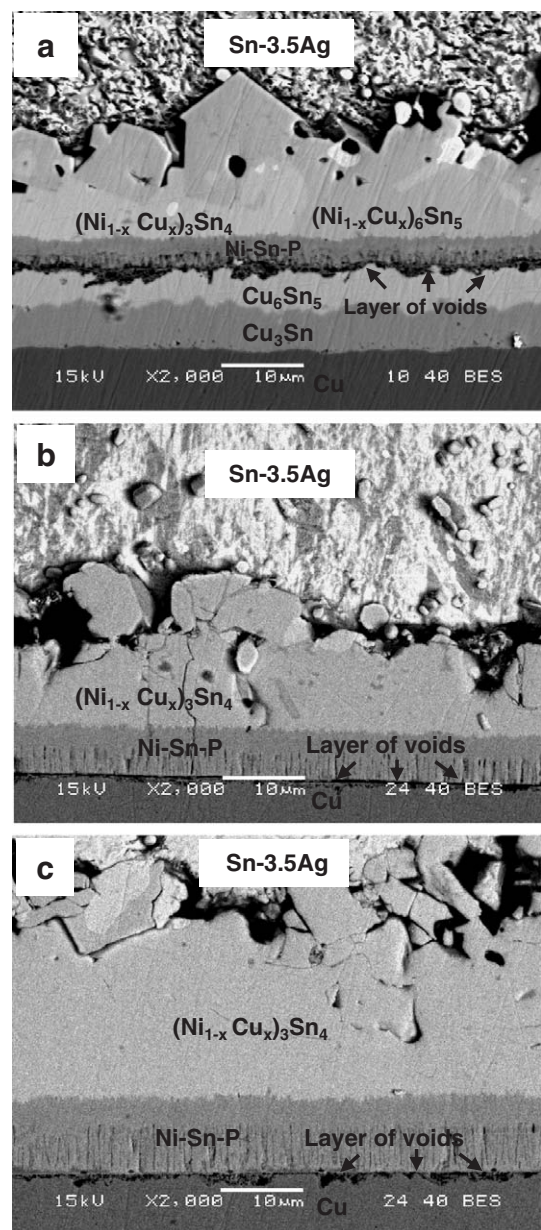 a
Sn-3.5Ag
(Ni1-x Cux)3Sn4
(Ni1-xCux)6Sn5
Ni-Sn-P
Cu6Sn5
Layer of voids
Cu3Sn
Cu
15kV X2,000 10μm 10 40 BES
b
Sn-3.5Ag
(Ni1-x Cux)3Sn4
Ni-Sn-P
Layer of voids
15kV X2,000 10μm 24 40 BES
Cu
c
Sn-3.5Ag
(Ni1-x Cux)3Sn4
Ni-Sn-P
Layer of voids
15kV X2,000 10μm 24 40 BES
Cu